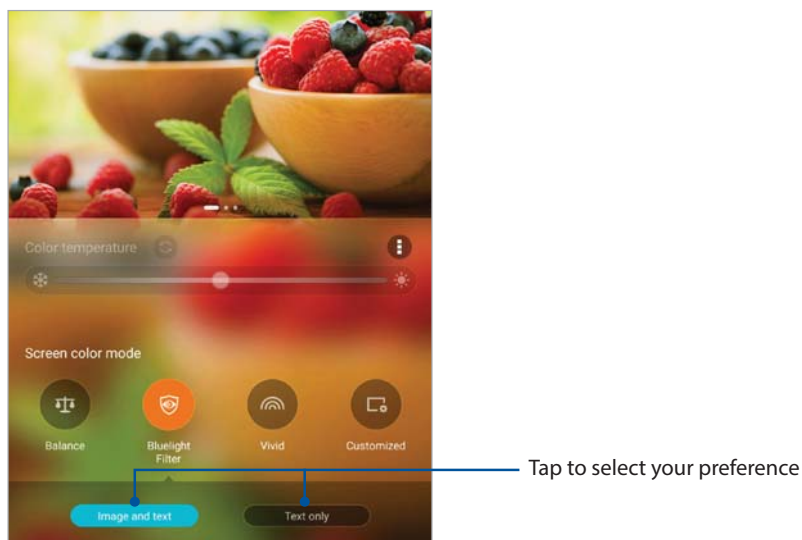 Color temperature
Screen color mode
Balance
Bluelight
Filter
Vivid
Customized
Tap to select your preference
Image and text
Text only